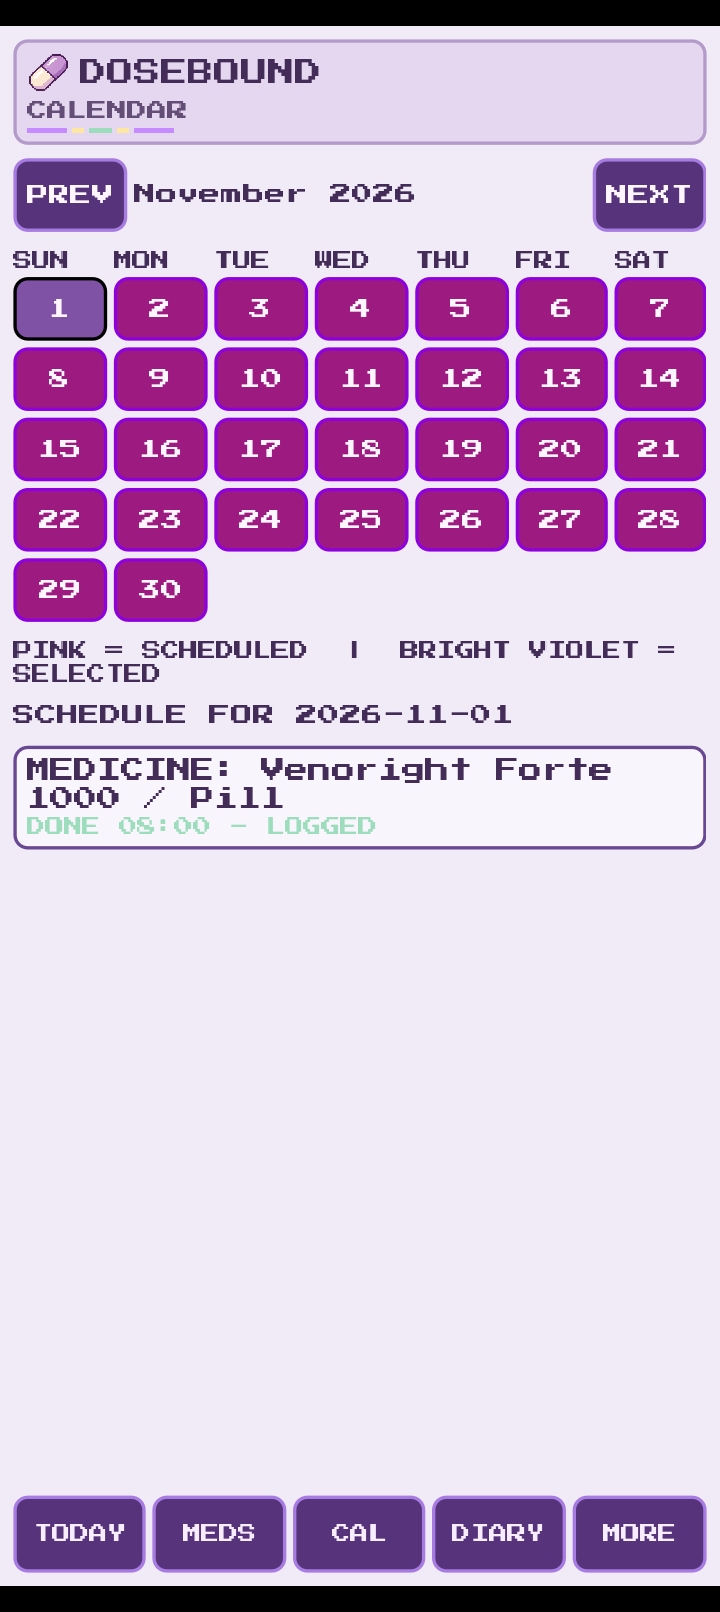 DOSEBOUND
CALENDAR
PREV November 2026 NEXT
SUN MON TUE WED THU FRI SAT
1 2 3 4 5 6 7
8 9 10 11 12 13 14
15 16 17 18 19 20 21
22 23 24 25 26 27 28
29 30
PINK = SCHEDULED | BRIGHT VIOLET =
SELECTED
SCHEDULE FOR 2026-11-01
MEDICINE: Venoright Forte
1000 / Pill
DONE 08:00 - LOGGED
TODAY MEDS CAL DIARY MORE